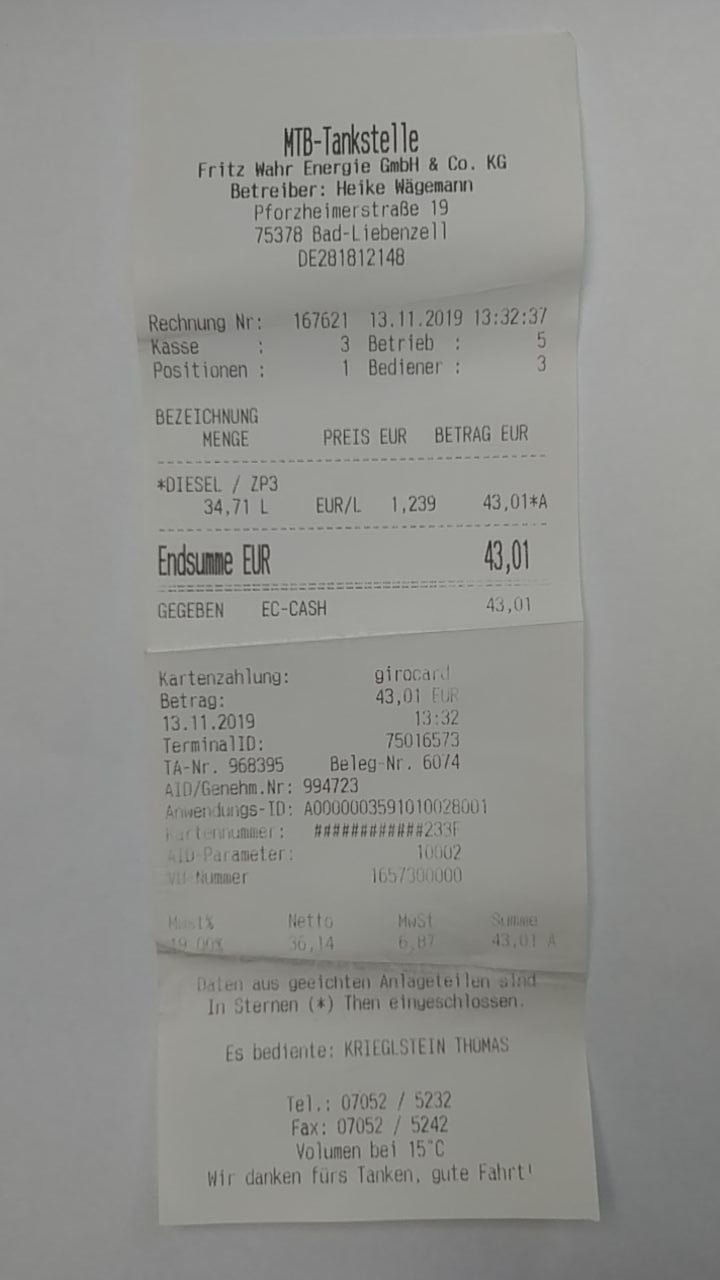 MTB-Tankstelle
Fritz Wahr Energie GmbH & Co. KG
Betreiber: Heike Wägemann
Pforzheimerstraße 19
75378 Bad-Liebenzell
DE281812148
Rechnung Nr: 167621 13.11.2019 13:32:37
Kasse : 3 Betrieb : 5
Positionen : 1 Bediener : 3
BEZEICHNUNG
MENGE PREIS EUR BETRAG EUR
*DIESEL / ZP3
34,71 L EUR/L 1,239 43,01*A
Endsumme EUR 43,01
GEGEBEN EC-CASH 43,01
Kartenzahlung: girocard
Betrag: 43,01 EUR
13.11.2019 13:32
TerminalID: 75016573
TA-Nr. 968395 Beleg-Nr. 6074
AID/Genehm.Nr: 994723
Anwendungs-ID: A0000003591010028001
Kartennummer: ############233F
AID-Parameter: 10002
VU-Nummer 1657300000
Mwst% Netto MwSt Summe
19.00% 36,14 6,87 43,01 A
Daten aus geeichten Anlageteilen sind
In Sternen (*) Then eingeschlossen.
Es bediente: KRIEGLSTEIN THOMAS
Tel.: 07052 / 5232
Fax: 07052 / 5242
Volumen bei 15°C
Wir danken fürs Tanken, gute Fahrt!